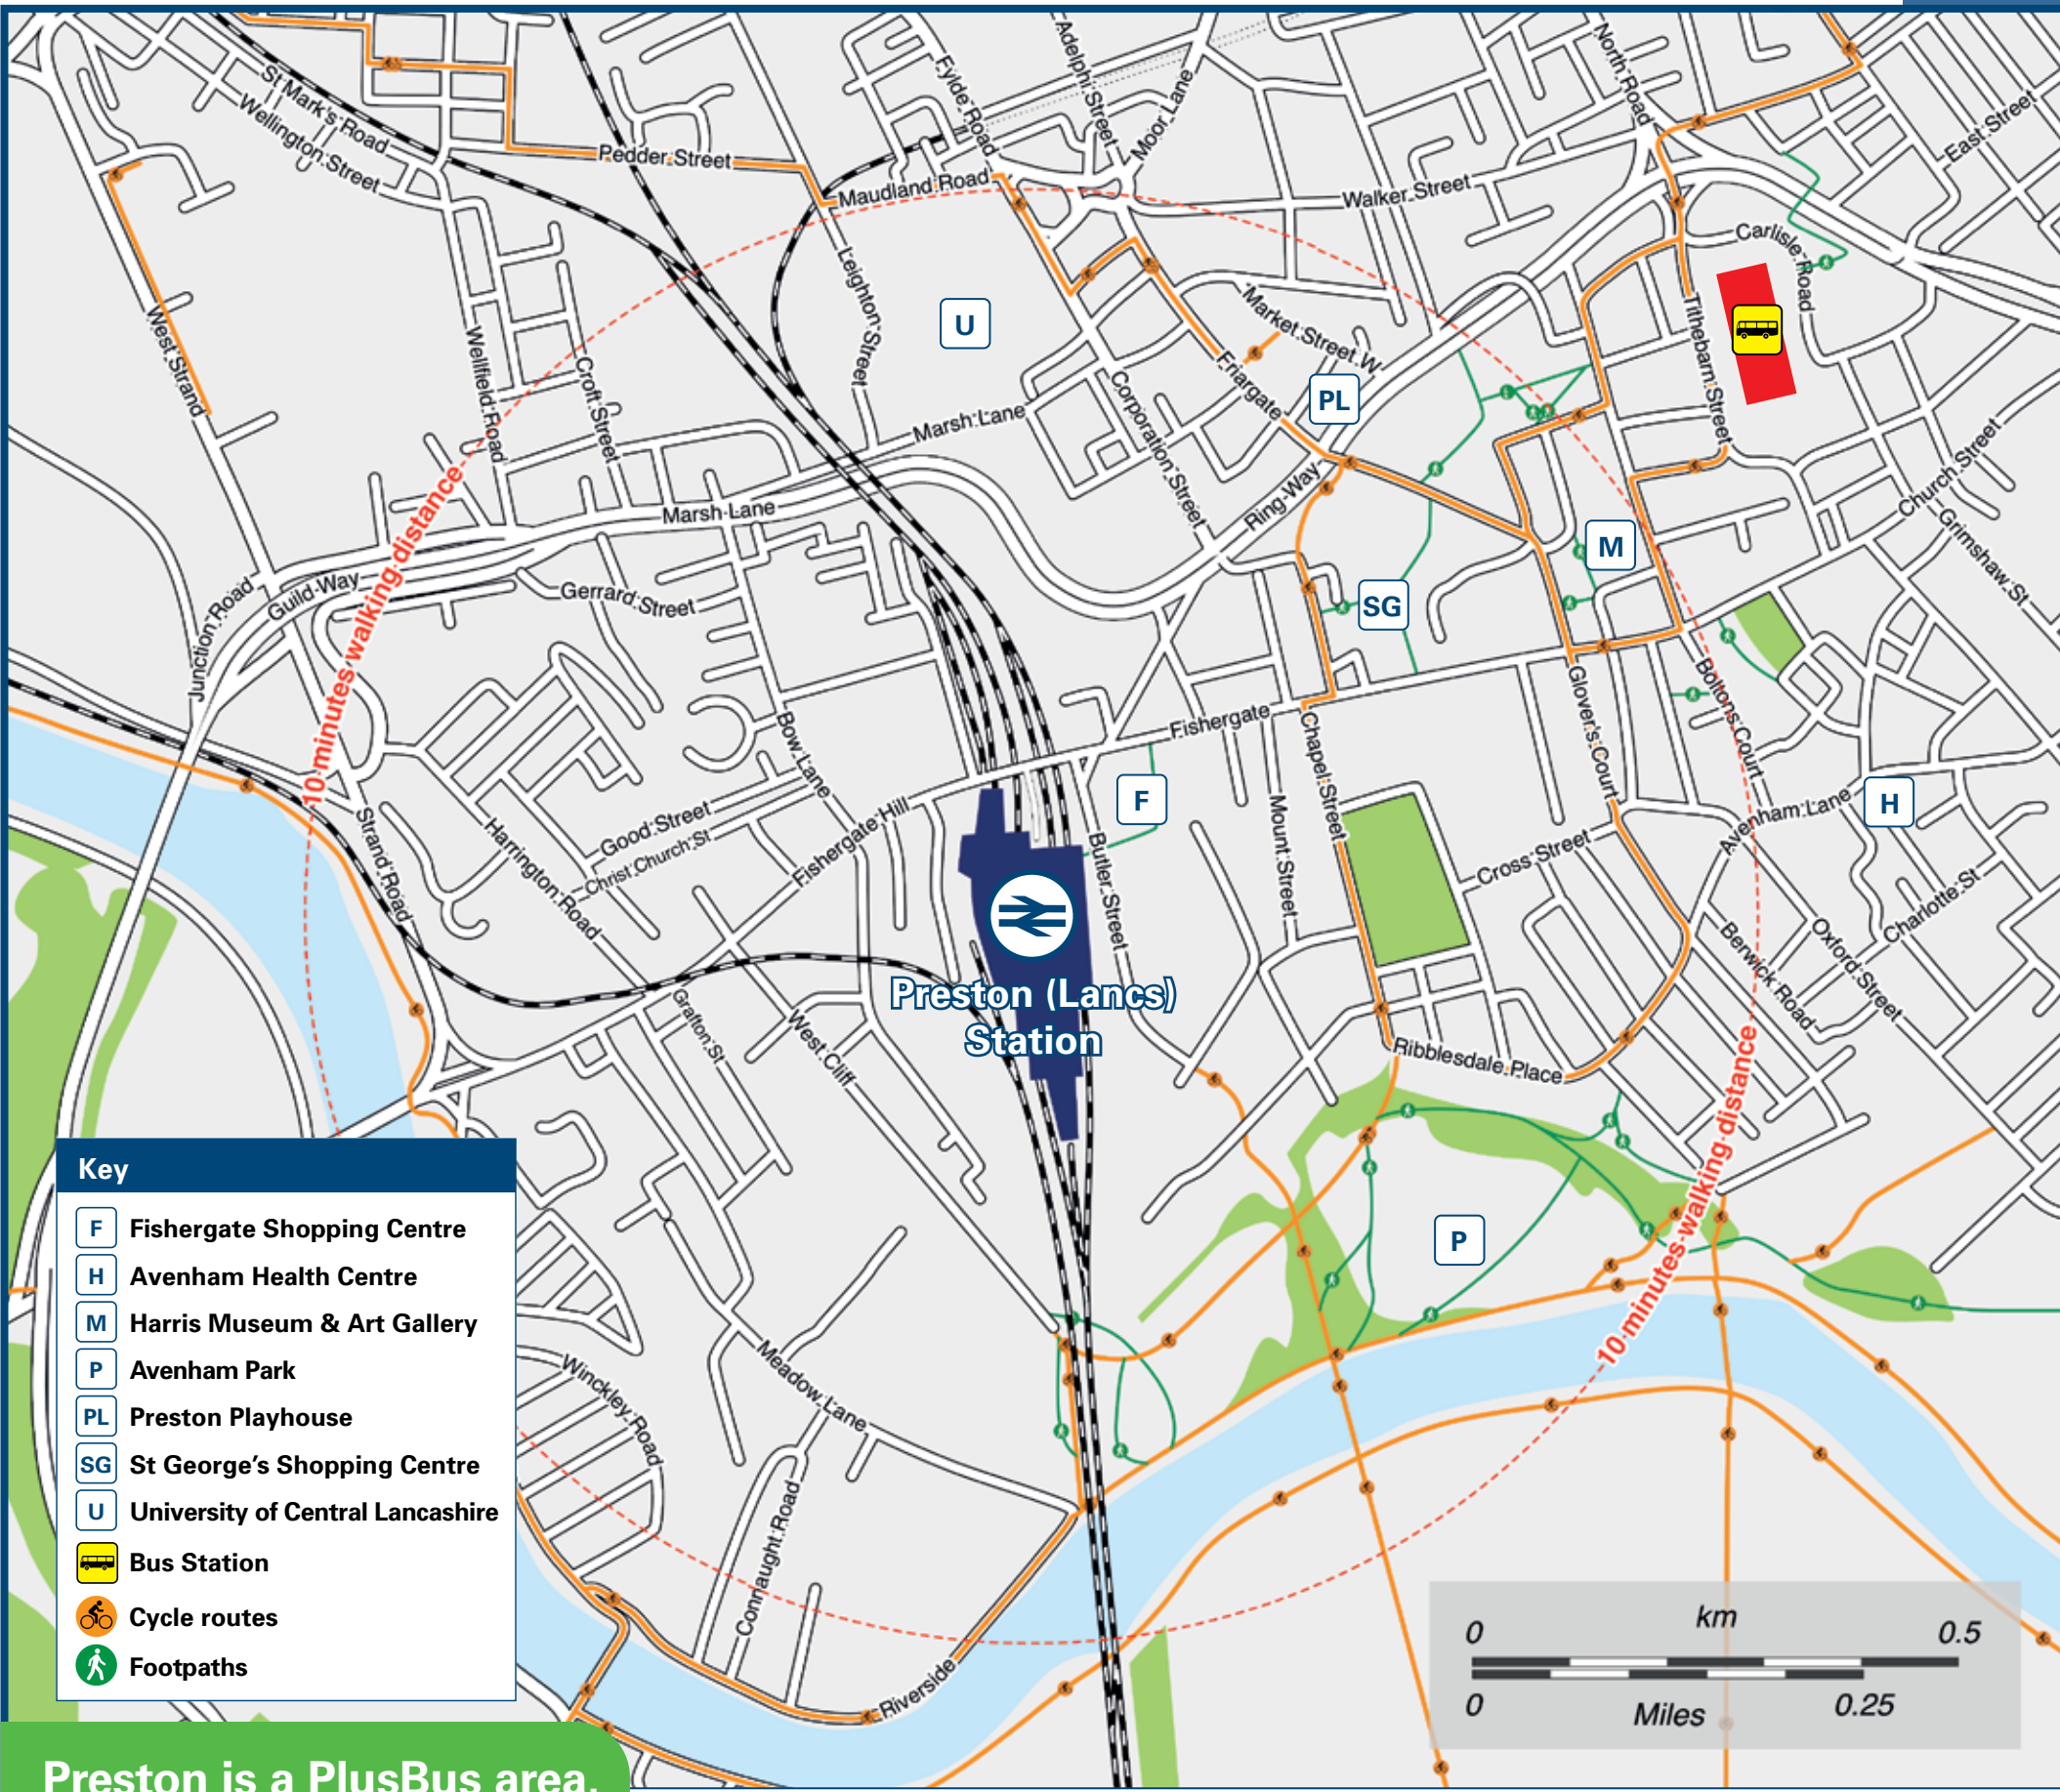 Adelphi Street
North Road
Fylde Road
Moor Lane
St Mark's Road
Wellington Street
East Street
Pedder Street
Maudland Road
Walker Street
Carlisle Road
Leighton Street
U
Market Street W
West Strand
Wellfield Road
Croft Street
Tithebarn Street
Friargate
PL
Corporation Street
Marsh Lane
Church Street
10 minutes walking distance
Marsh Lane
Ring Way
Grimshaw St
M
Guild Way
Gerrard Street
Junction Road
SG
Bolton's Court
Glover's Court
Fishergate
Chapel Street
Bow Lane
F
H
Avenham Lane
Good Street
Christ Church St
Fishergate Hill
Strand Road
Harrington Road
Butler Street
Mount Street
Cross Street
Charlotte St
Oxford Street
Berwick Road
Preston (Lancs)
Station
Grafton St
West Cliff
Ribblesdale Place
10 minutes walking distance
P
Key
F Fishergate Shopping Centre
H Avenham Health Centre
M Harris Museum & Art Gallery
P Avenham Park
PL Preston Playhouse
SG St George's Shopping Centre
U University of Central Lancashire
Bus Station
Cycle routes
Footpaths
Meadow Lane
Winckley Road
Connaught Road
Riverside
km
0 0.5
0 0.25
Miles
Preston is a PlusBus area.